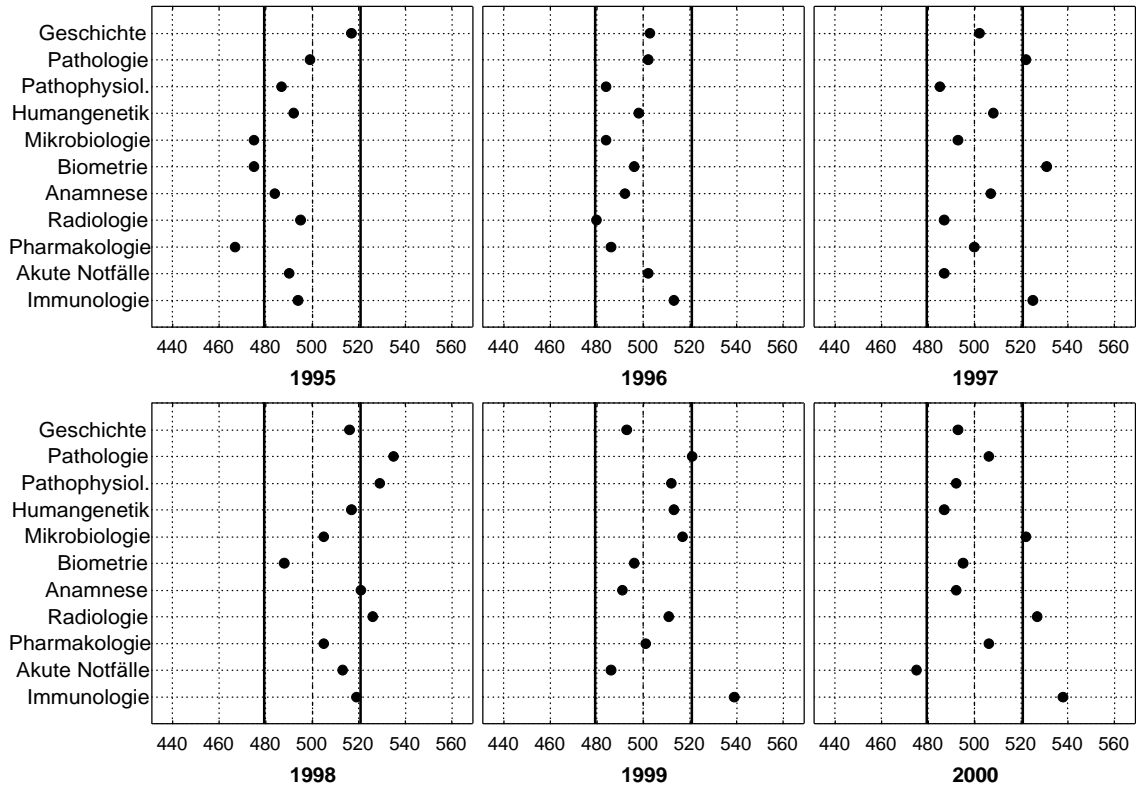 Geschichte
Pathologie
Pathophysiol.
Humangenetik
Mikrobiologie
Biometrie
Anamnese
Radiologie
Pharmakologie
Akute Notfälle
Immunologie
440 460 480 500 520 540 560 440 460 480 500 520 540 560 440 460 480 500 520 540 560
1995 1996 1997
Geschichte
Pathologie
Pathophysiol.
Humangenetik
Mikrobiologie
Biometrie
Anamnese
Radiologie
Pharmakologie
Akute Notfälle
Immunologie
440 460 480 500 520 540 560 440 460 480 500 520 540 560 440 460 480 500 520 540 560
1998 1999 2000